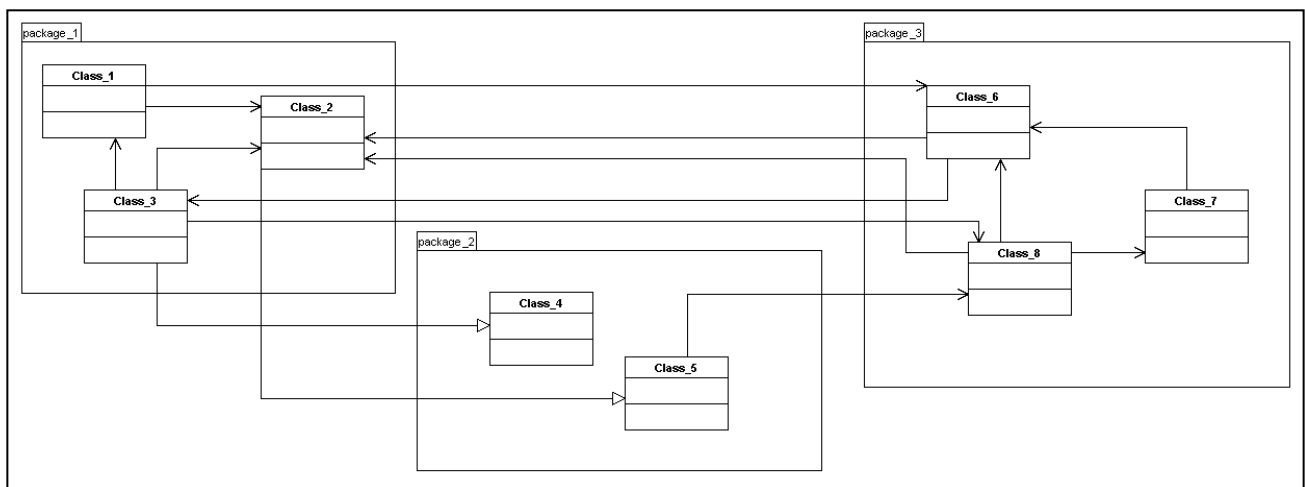 package_1
Class_1
Class_2
Class_3
package_2
Class_4
Class_5
package_3
Class_6
Class_7
Class_8